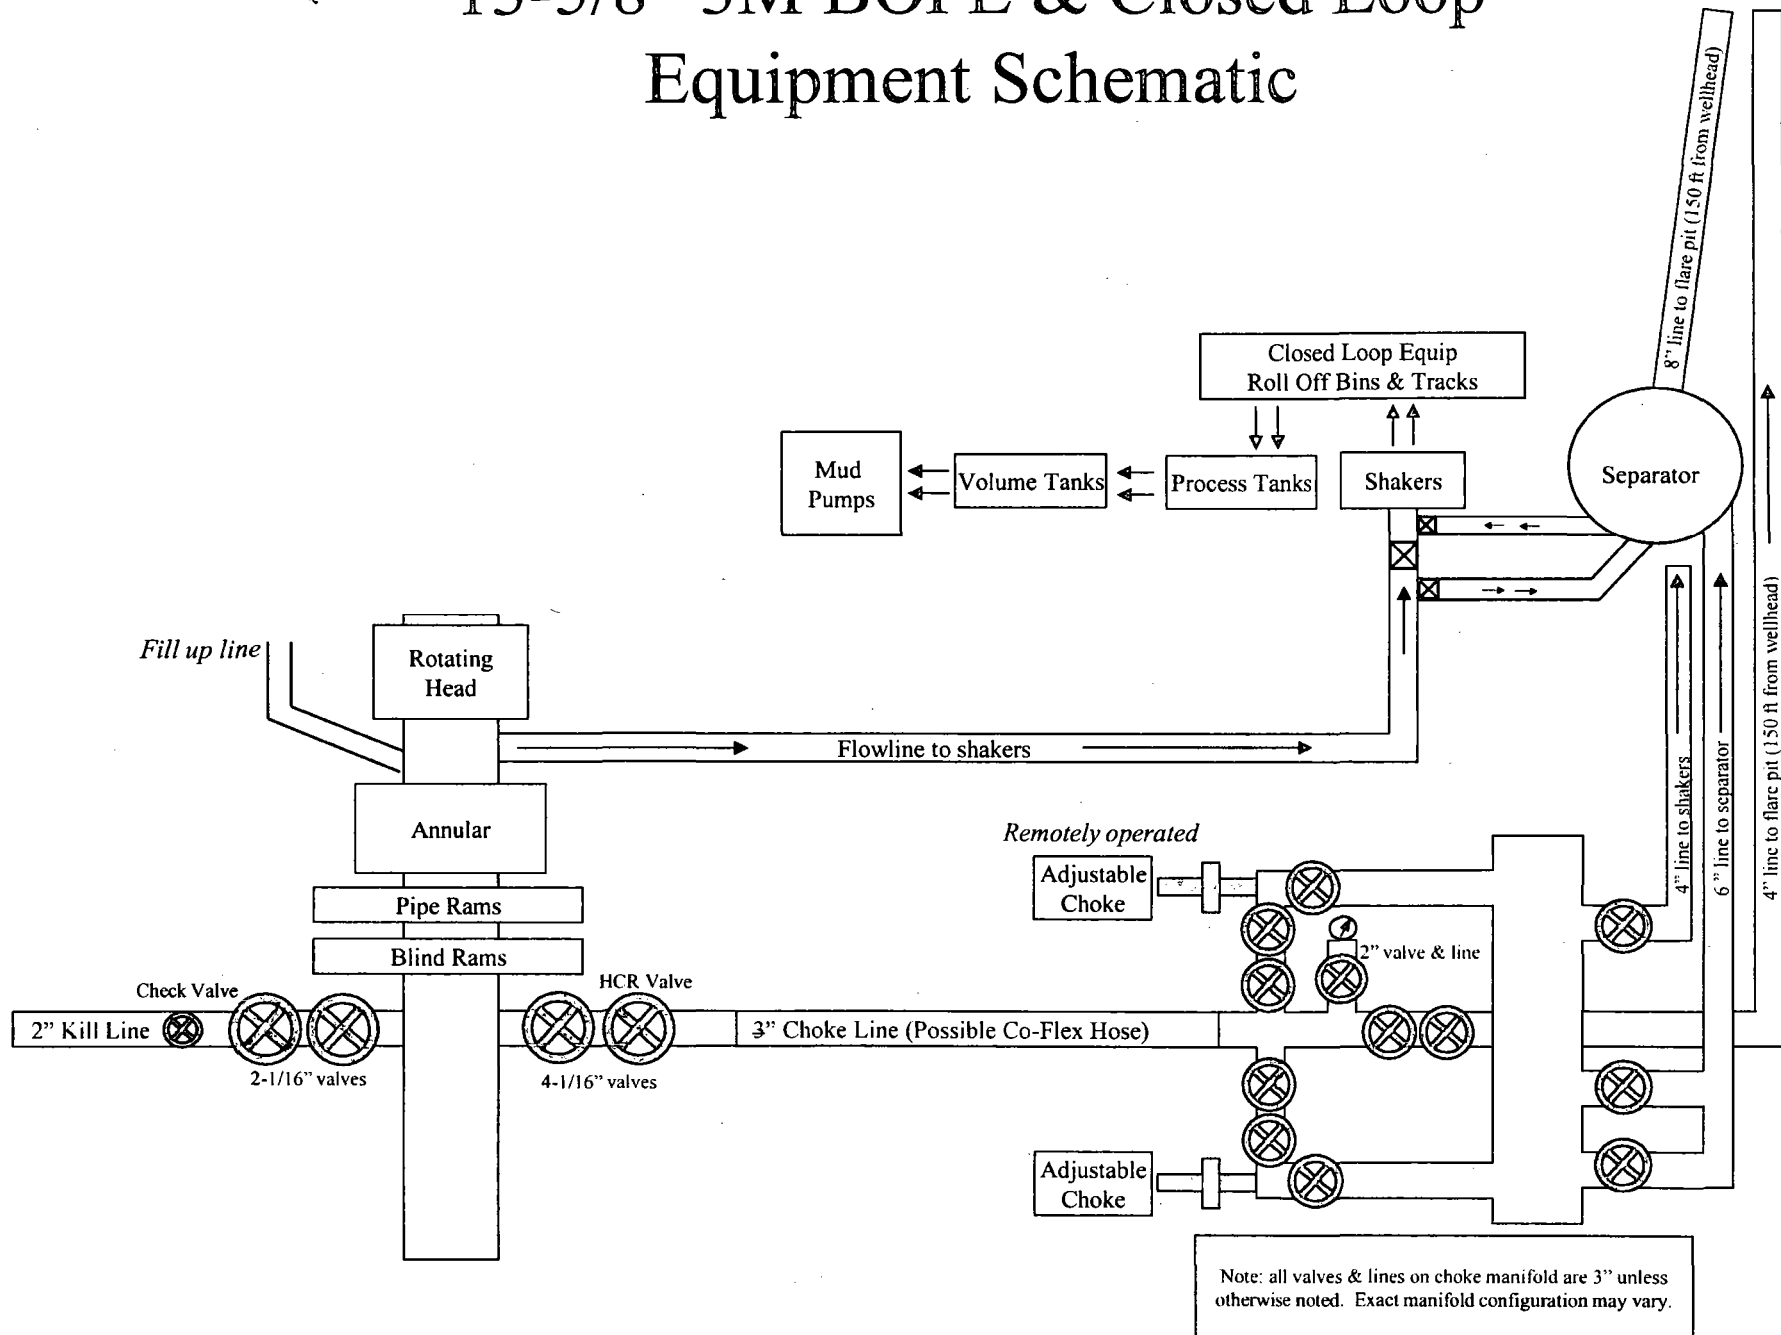 Equipment Schematic
8” line to flare pit (150 ft from wellhead)
Closed Loop Equip
Roll Off Bins & Tracks
Mud
Pumps
Volume Tanks
Process Tanks
Shakers
Separator
Fill up line
Rotating
Head
Flowline to shakers
Annular
Pipe Rams
Blind Rams
Check Valve
HCR Valve
2” Kill Line
3” Choke Line (Possible Co-Flex Hose)
2-1/16” valves
4-1/16” valves
Remotely operated
Adjustable
Choke
2” valve & line
Adjustable
Choke
4” line to shakers
6” line to separator
4” line to flare pit (150 ft from wellhead)
Note: all valves & lines on choke manifold are 3” unless
otherwise noted. Exact manifold configuration may vary.